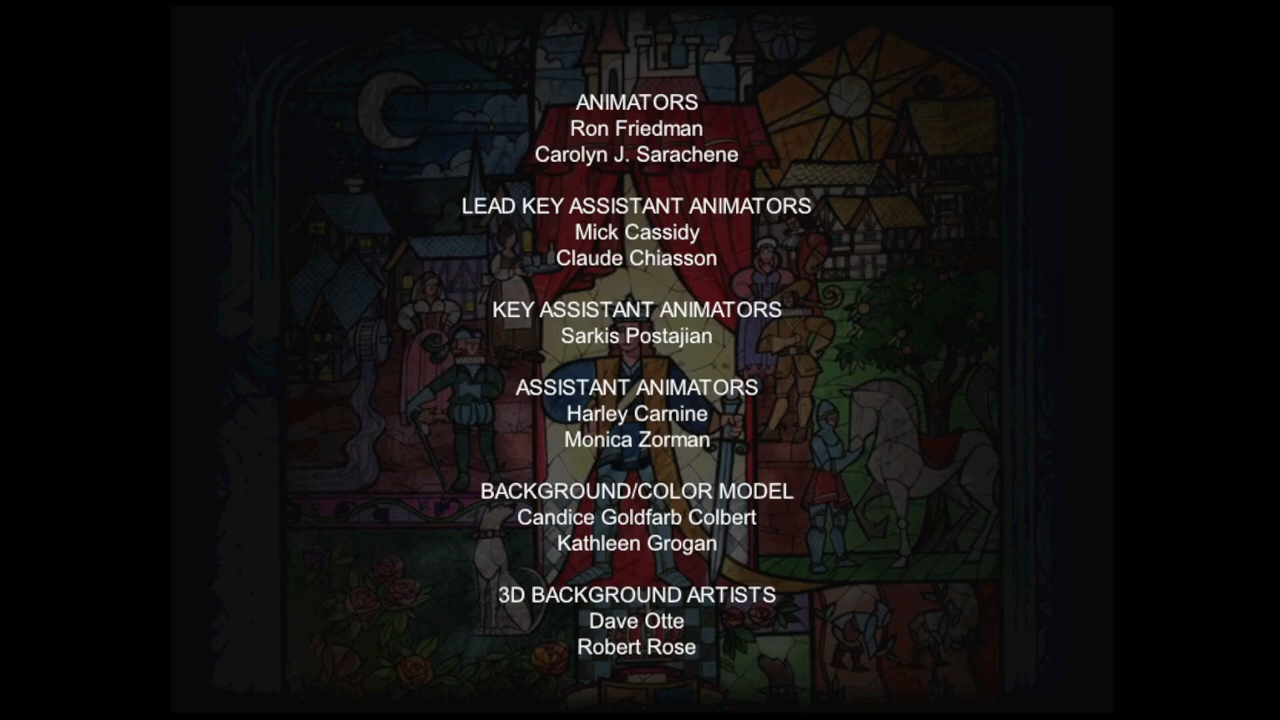 ANIMATORS
Ron Friedman
Carolyn J. Sarachene
LEAD KEY ASSISTANT ANIMATORS
Mick Cassidy
Claude Chiasson
KEY ASSISTANT ANIMATORS
Sarkis Postajian
ASSISTANT ANIMATORS
Harley Carnine
Monica Zorman
BACKGROUND/COLOR MODEL
Candice Goldfarb Colbert
Kathleen Grogan
3D BACKGROUND ARTISTS
Dave Otte
Robert Rose